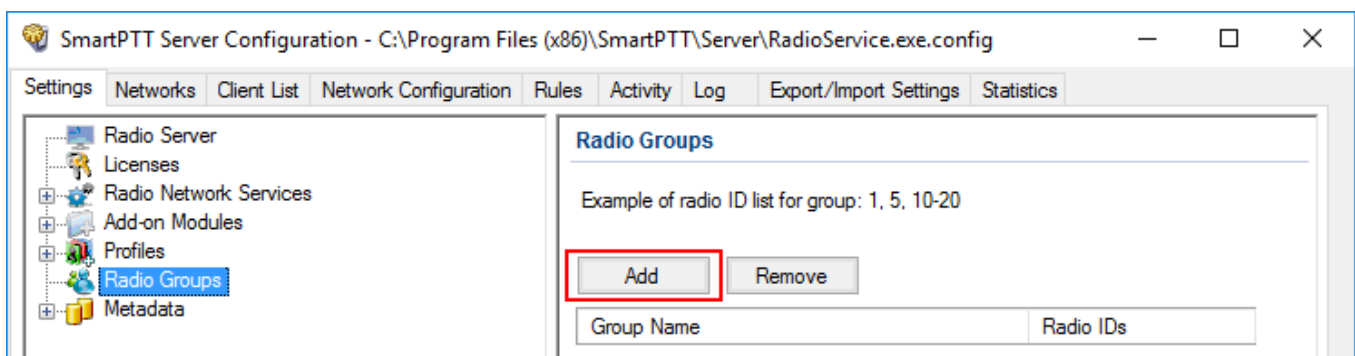 SmartPTT Server Configuration - C:\Program Files (x86)\SmartPTT\Server\RadioService.exe.config
Settings Networks Client List Network Configuration Rules Activity Log Export/Import Settings Statistics
Radio Server
Licenses
Radio Network Services
Add-on Modules
Profiles
Radio Groups
Metadata
Radio Groups
Example of radio ID list for group: 1, 5, 10-20
Add Remove
Group Name Radio IDs